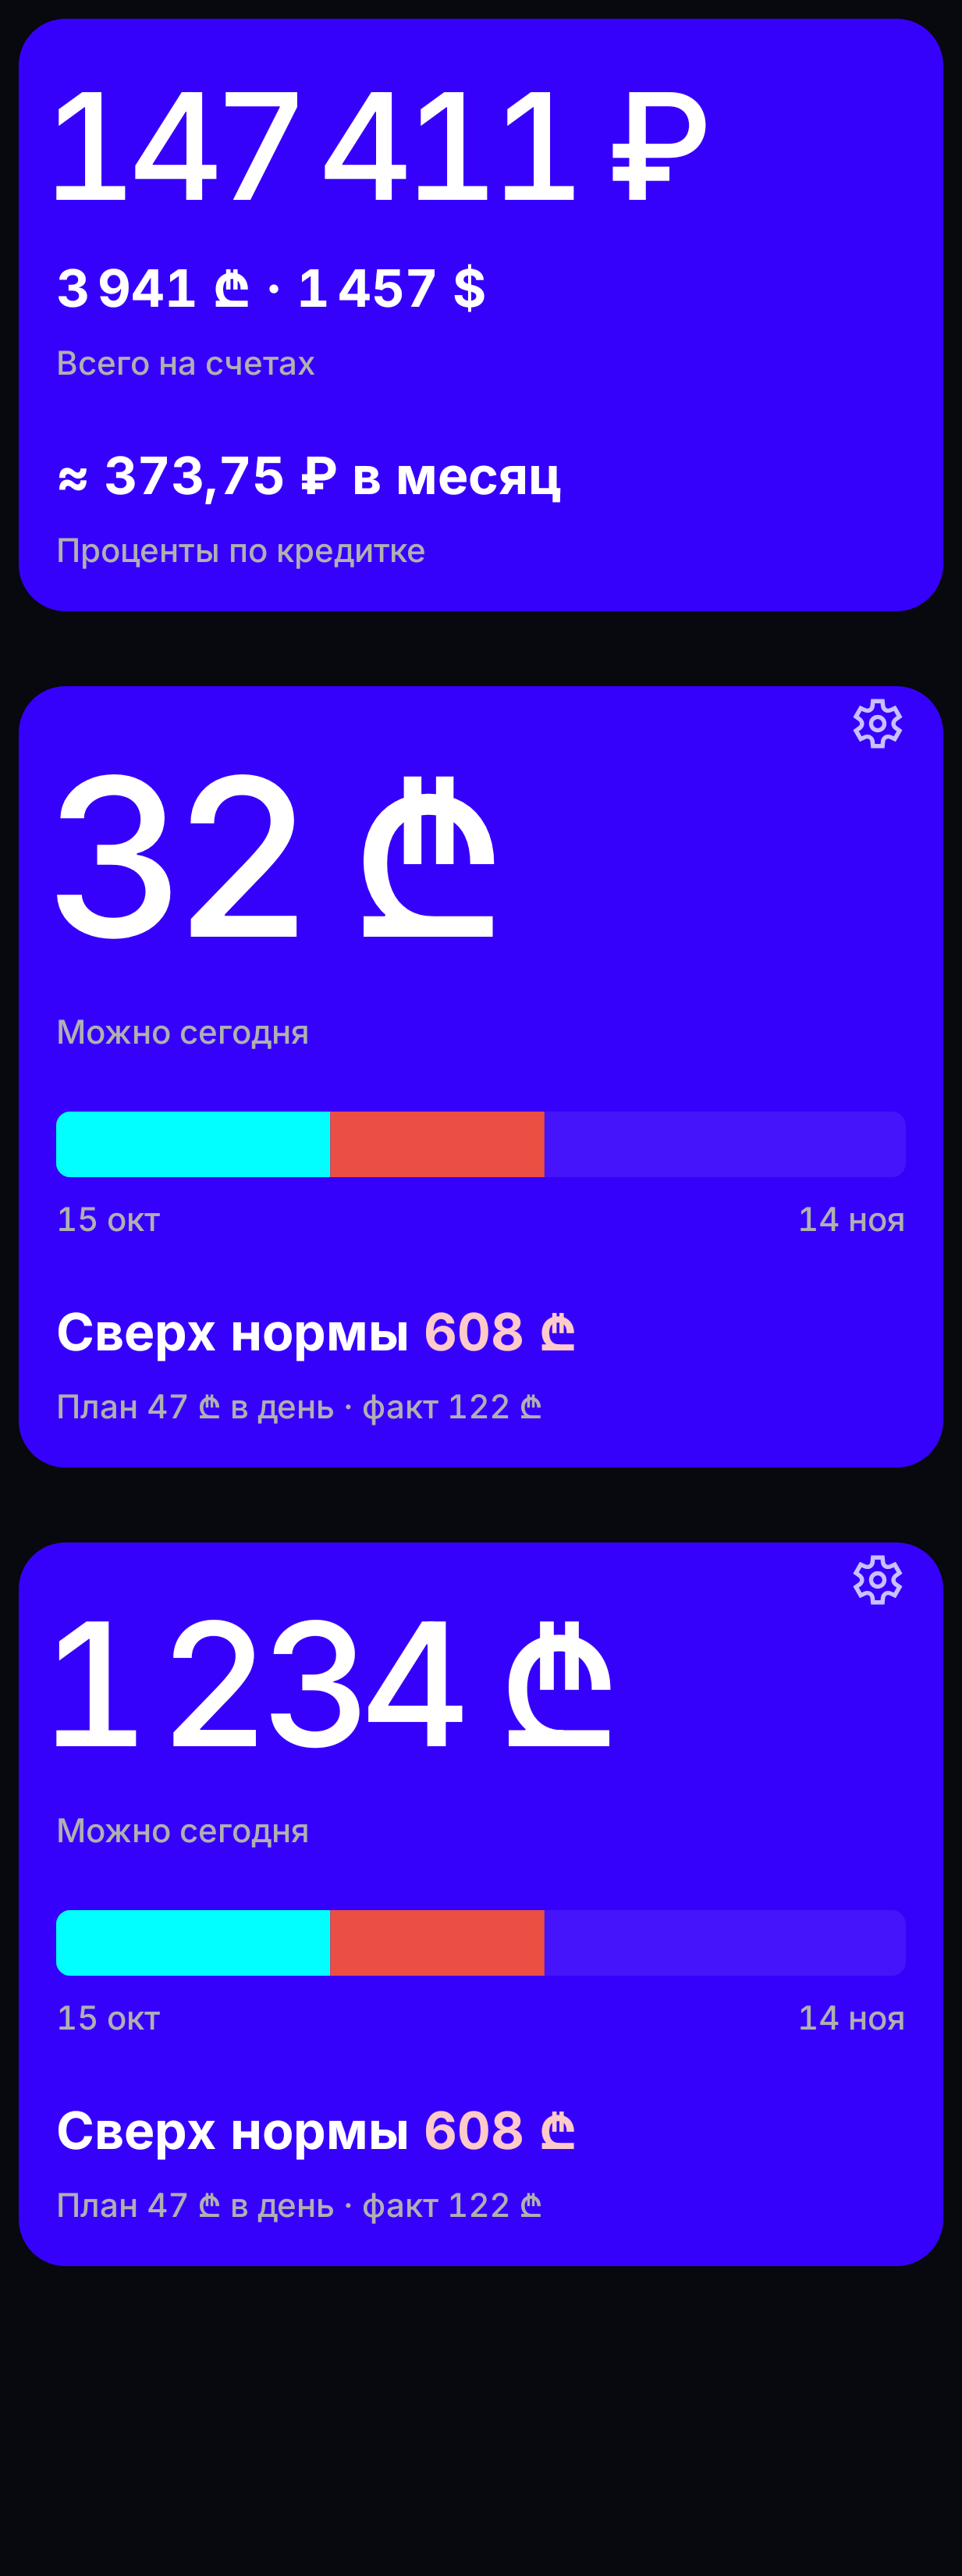 147 411 ₽
3 941 ₾ · 1 457 $
Всего на счетах
≈ 373,75 ₽ в месяц
Проценты по кредитке
32 ₾
Можно сегодня
15 окт 14 ноя
Сверх нормы 608 ₾
План 47 ₾ в день · факт 122 ₾
1 234 ₾
Можно сегодня
15 окт 14 ноя
Сверх нормы 608 ₾
План 47 ₾ в день · факт 122 ₾